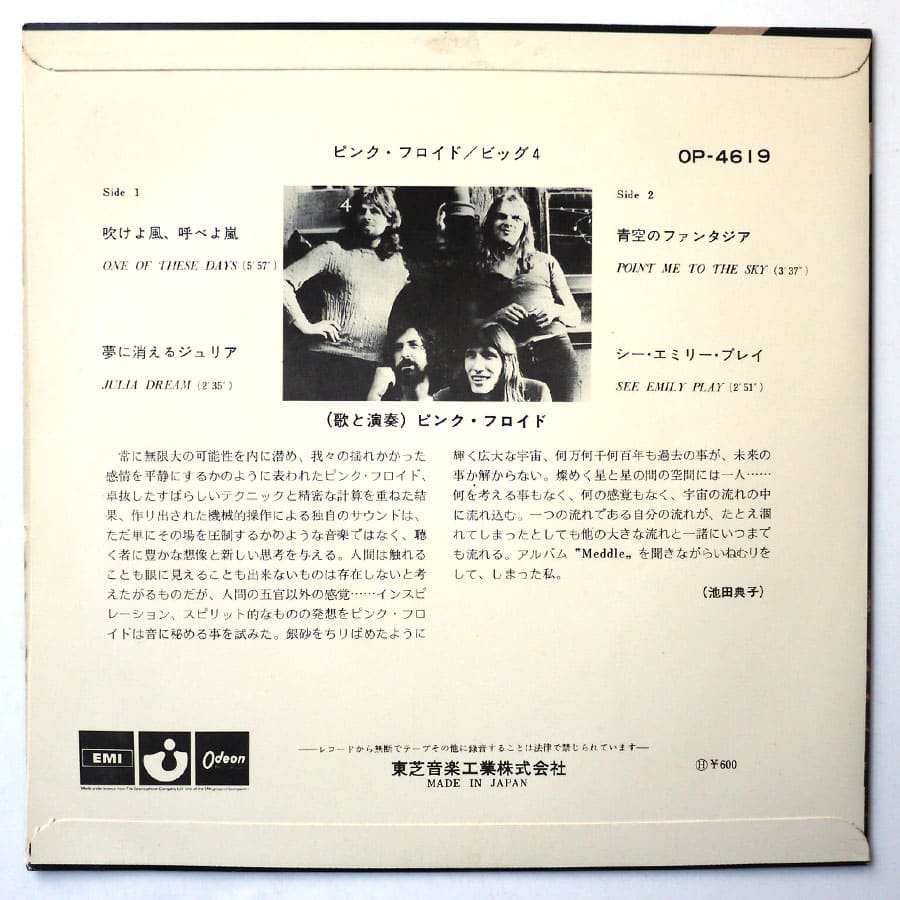 ピンク・フロイド／ビッグ4
OP-4619
Side 1
吹けよ風、呼べよ嵐
ONE OF THESE DAYS (5′57″)
夢に消えるジュリア
JULIA DREAM (2′35″)
4
Side 2
青空のファンタジア
POINT ME TO THE SKY (3′37″)
シー・エミリー・プレイ
SEE EMILY PLAY (2′51″)
(歌と演奏) ピンク・フロイド
常に無限大の可能性を内に潜め、我々の揺れかかった
感情を平静にするかのように表われたピンク・フロイド、
卓抜したすばらしいテクニックと精密な計算を重ねた結
果、作り出された機械的操作による独自のサウンドは、
ただ単にその場を圧制するかのような音楽ではなく、聴
く者に豊かな想像と新しい思考を与える。人間は触れる
ことも眼に見えることも出来ないものは存在しないと考
えたがるものだが、人間の五官以外の感覚……インスピ
レーション、スピリット的なものの発想をピンク・フロ
イドは音に秘める事を試みた。銀砂をちりばめたように
輝く広大な宇宙、何万何千何百年も過去の事が、未来の
事か解からない。燦めく星と星の間の空間には一人……
何を考える事もなく、何の感覚もなく、宇宙の流れの中
に流れ込む。一つの流れである自分の流れが、たとえ涸
れてしまったとしても他の大きな流れと一諸にいつまで
も流れる。アルバム〝Meddle〟を聞きながらいねむりを
して、しまった私。
(池田典子)
EMI
Odeon
——レコードから無断でテープその他に録音することは法律で禁じられています—
東芝音楽工業株式会社
MADE IN JAPAN
Ⓗ ¥600